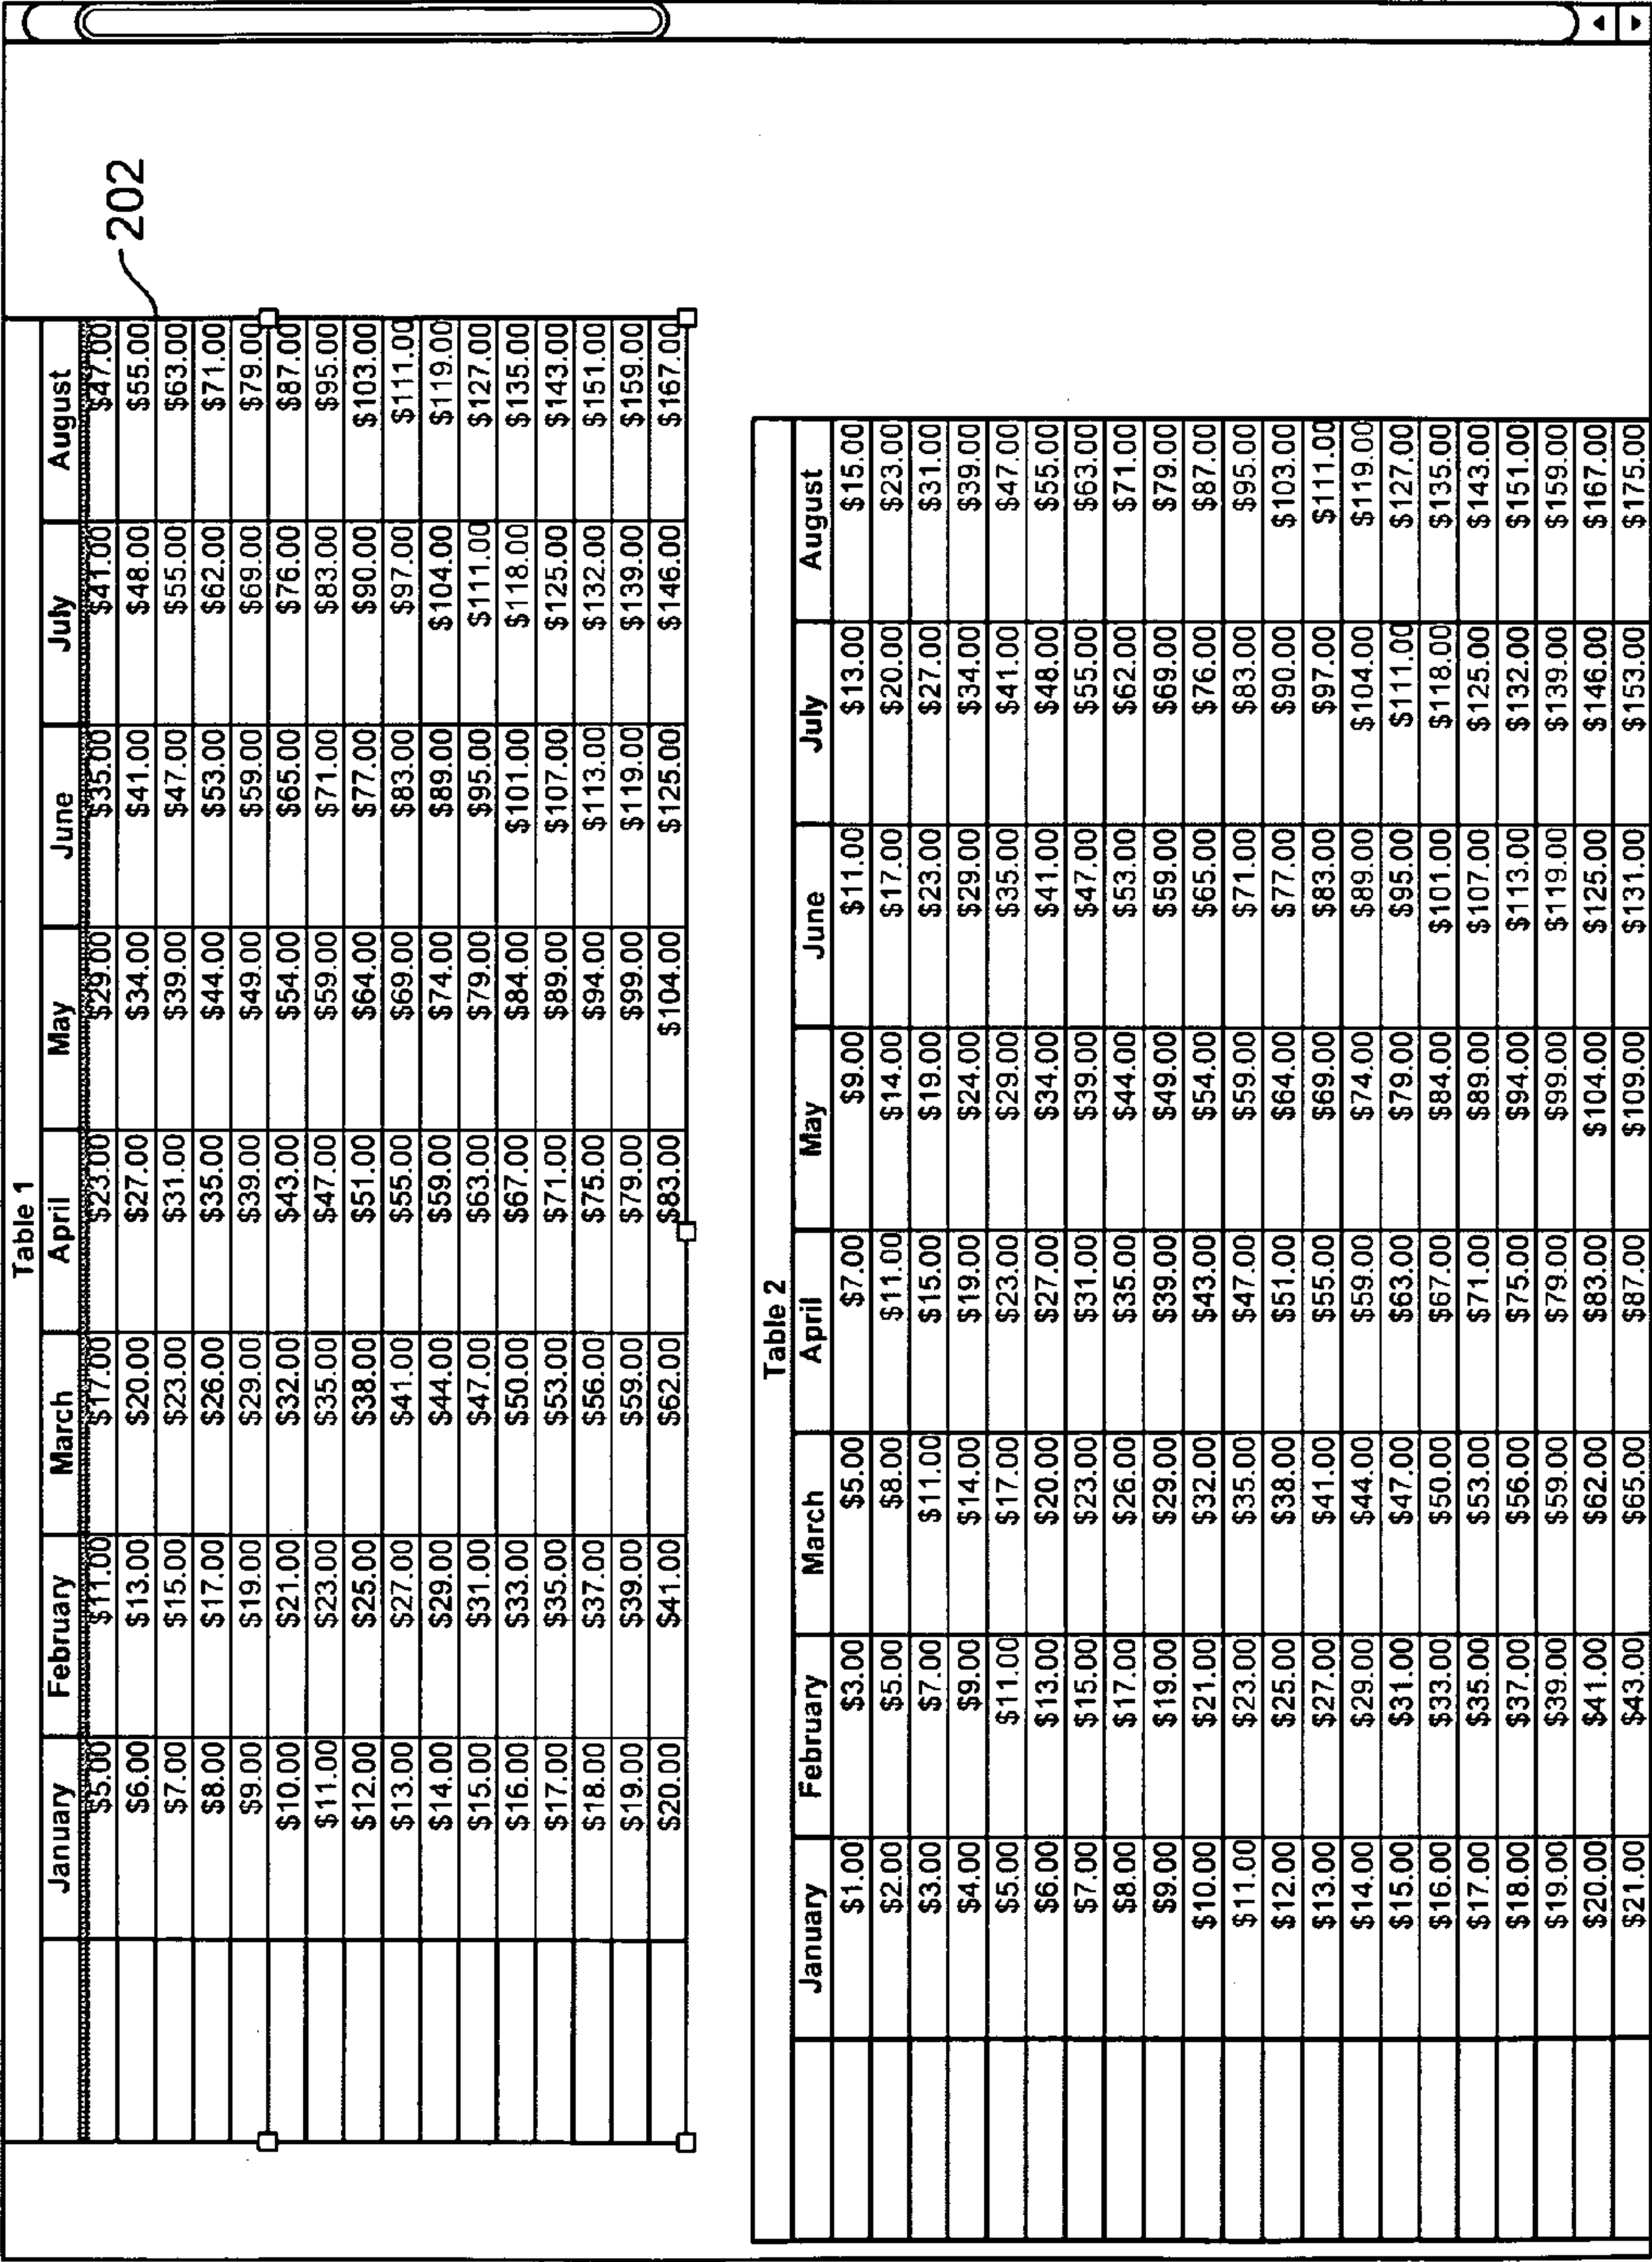 Table 1
January February March April May June July August
$5.00 $11.00 $17.00 $23.00 $29.00 $35.00 $41.00 $47.00
$6.00 $13.00 $20.00 $27.00 $34.00 $41.00 $48.00 $55.00
$7.00 $15.00 $23.00 $31.00 $39.00 $47.00 $55.00 $63.00
$8.00 $17.00 $26.00 $35.00 $44.00 $53.00 $62.00 $71.00
$9.00 $19.00 $29.00 $39.00 $49.00 $59.00 $69.00 $79.00
$10.00 $21.00 $32.00 $43.00 $54.00 $65.00 $76.00 $87.00
$11.00 $23.00 $35.00 $47.00 $59.00 $71.00 $83.00 $95.00
$12.00 $25.00 $38.00 $51.00 $64.00 $77.00 $90.00 $103.00
$13.00 $27.00 $41.00 $55.00 $69.00 $83.00 $97.00 $111.00
$14.00 $29.00 $44.00 $59.00 $74.00 $89.00 $104.00 $119.00
$15.00 $31.00 $47.00 $63.00 $79.00 $95.00 $111.00 $127.00
$16.00 $33.00 $50.00 $67.00 $84.00 $101.00 $118.00 $135.00
$17.00 $35.00 $53.00 $71.00 $89.00 $107.00 $125.00 $143.00
$18.00 $37.00 $56.00 $75.00 $94.00 $113.00 $132.00 $151.00
$19.00 $39.00 $59.00 $79.00 $99.00 $119.00 $139.00 $159.00
$20.00 $41.00 $62.00 $83.00 $104.00 $125.00 $146.00 $167.00
202
Table 2
January February March April May June July August
$1.00 $3.00 $5.00 $7.00 $9.00 $11.00 $13.00 $15.00
$2.00 $5.00 $8.00 $11.00 $14.00 $17.00 $20.00 $23.00
$3.00 $7.00 $11.00 $15.00 $19.00 $23.00 $27.00 $31.00
$4.00 $9.00 $14.00 $19.00 $24.00 $29.00 $34.00 $39.00
$5.00 $11.00 $17.00 $23.00 $29.00 $35.00 $41.00 $47.00
$6.00 $13.00 $20.00 $27.00 $34.00 $41.00 $48.00 $55.00
$7.00 $15.00 $23.00 $31.00 $39.00 $47.00 $55.00 $63.00
$8.00 $17.00 $26.00 $35.00 $44.00 $53.00 $62.00 $71.00
$9.00 $19.00 $29.00 $39.00 $49.00 $59.00 $69.00 $79.00
$10.00 $21.00 $32.00 $43.00 $54.00 $65.00 $76.00 $87.00
$11.00 $23.00 $35.00 $47.00 $59.00 $71.00 $83.00 $95.00
$12.00 $25.00 $38.00 $51.00 $64.00 $77.00 $90.00 $103.00
$13.00 $27.00 $41.00 $55.00 $69.00 $83.00 $97.00 $111.00
$14.00 $29.00 $44.00 $59.00 $74.00 $89.00 $104.00 $119.00
$15.00 $31.00 $47.00 $63.00 $79.00 $95.00 $111.00 $127.00
$16.00 $33.00 $50.00 $67.00 $84.00 $101.00 $118.00 $135.00
$17.00 $35.00 $53.00 $71.00 $89.00 $107.00 $125.00 $143.00
$18.00 $37.00 $56.00 $75.00 $94.00 $113.00 $132.00 $151.00
$19.00 $39.00 $59.00 $79.00 $99.00 $119.00 $139.00 $159.00
$20.00 $41.00 $62.00 $83.00 $104.00 $125.00 $146.00 $167.00
$21.00 $43.00 $65.00 $87.00 $109.00 $131.00 $153.00 $175.00